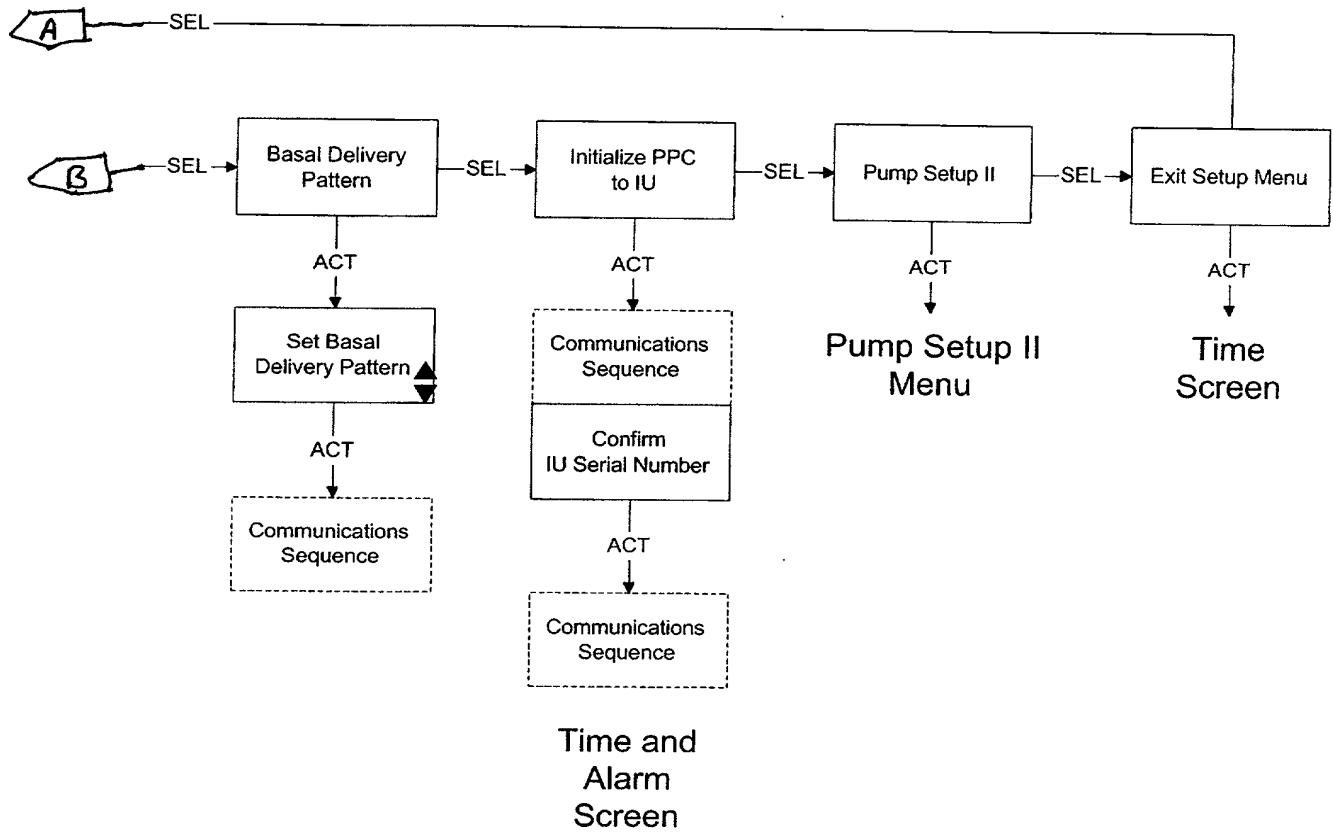 A
SEL
B
SEL
Basal Delivery
Pattern
SEL
Initialize PPC
to IU
SEL
Pump Setup II
SEL
Exit Setup Menu
ACT
ACT
ACT
ACT
Set Basal
Delivery Pattern
Communications
Sequence
Pump Setup II
Menu
Time
Screen
ACT
Confirm
IU Serial Number
Communications
Sequence
ACT
Communications
Sequence
Time and
Alarm
Screen